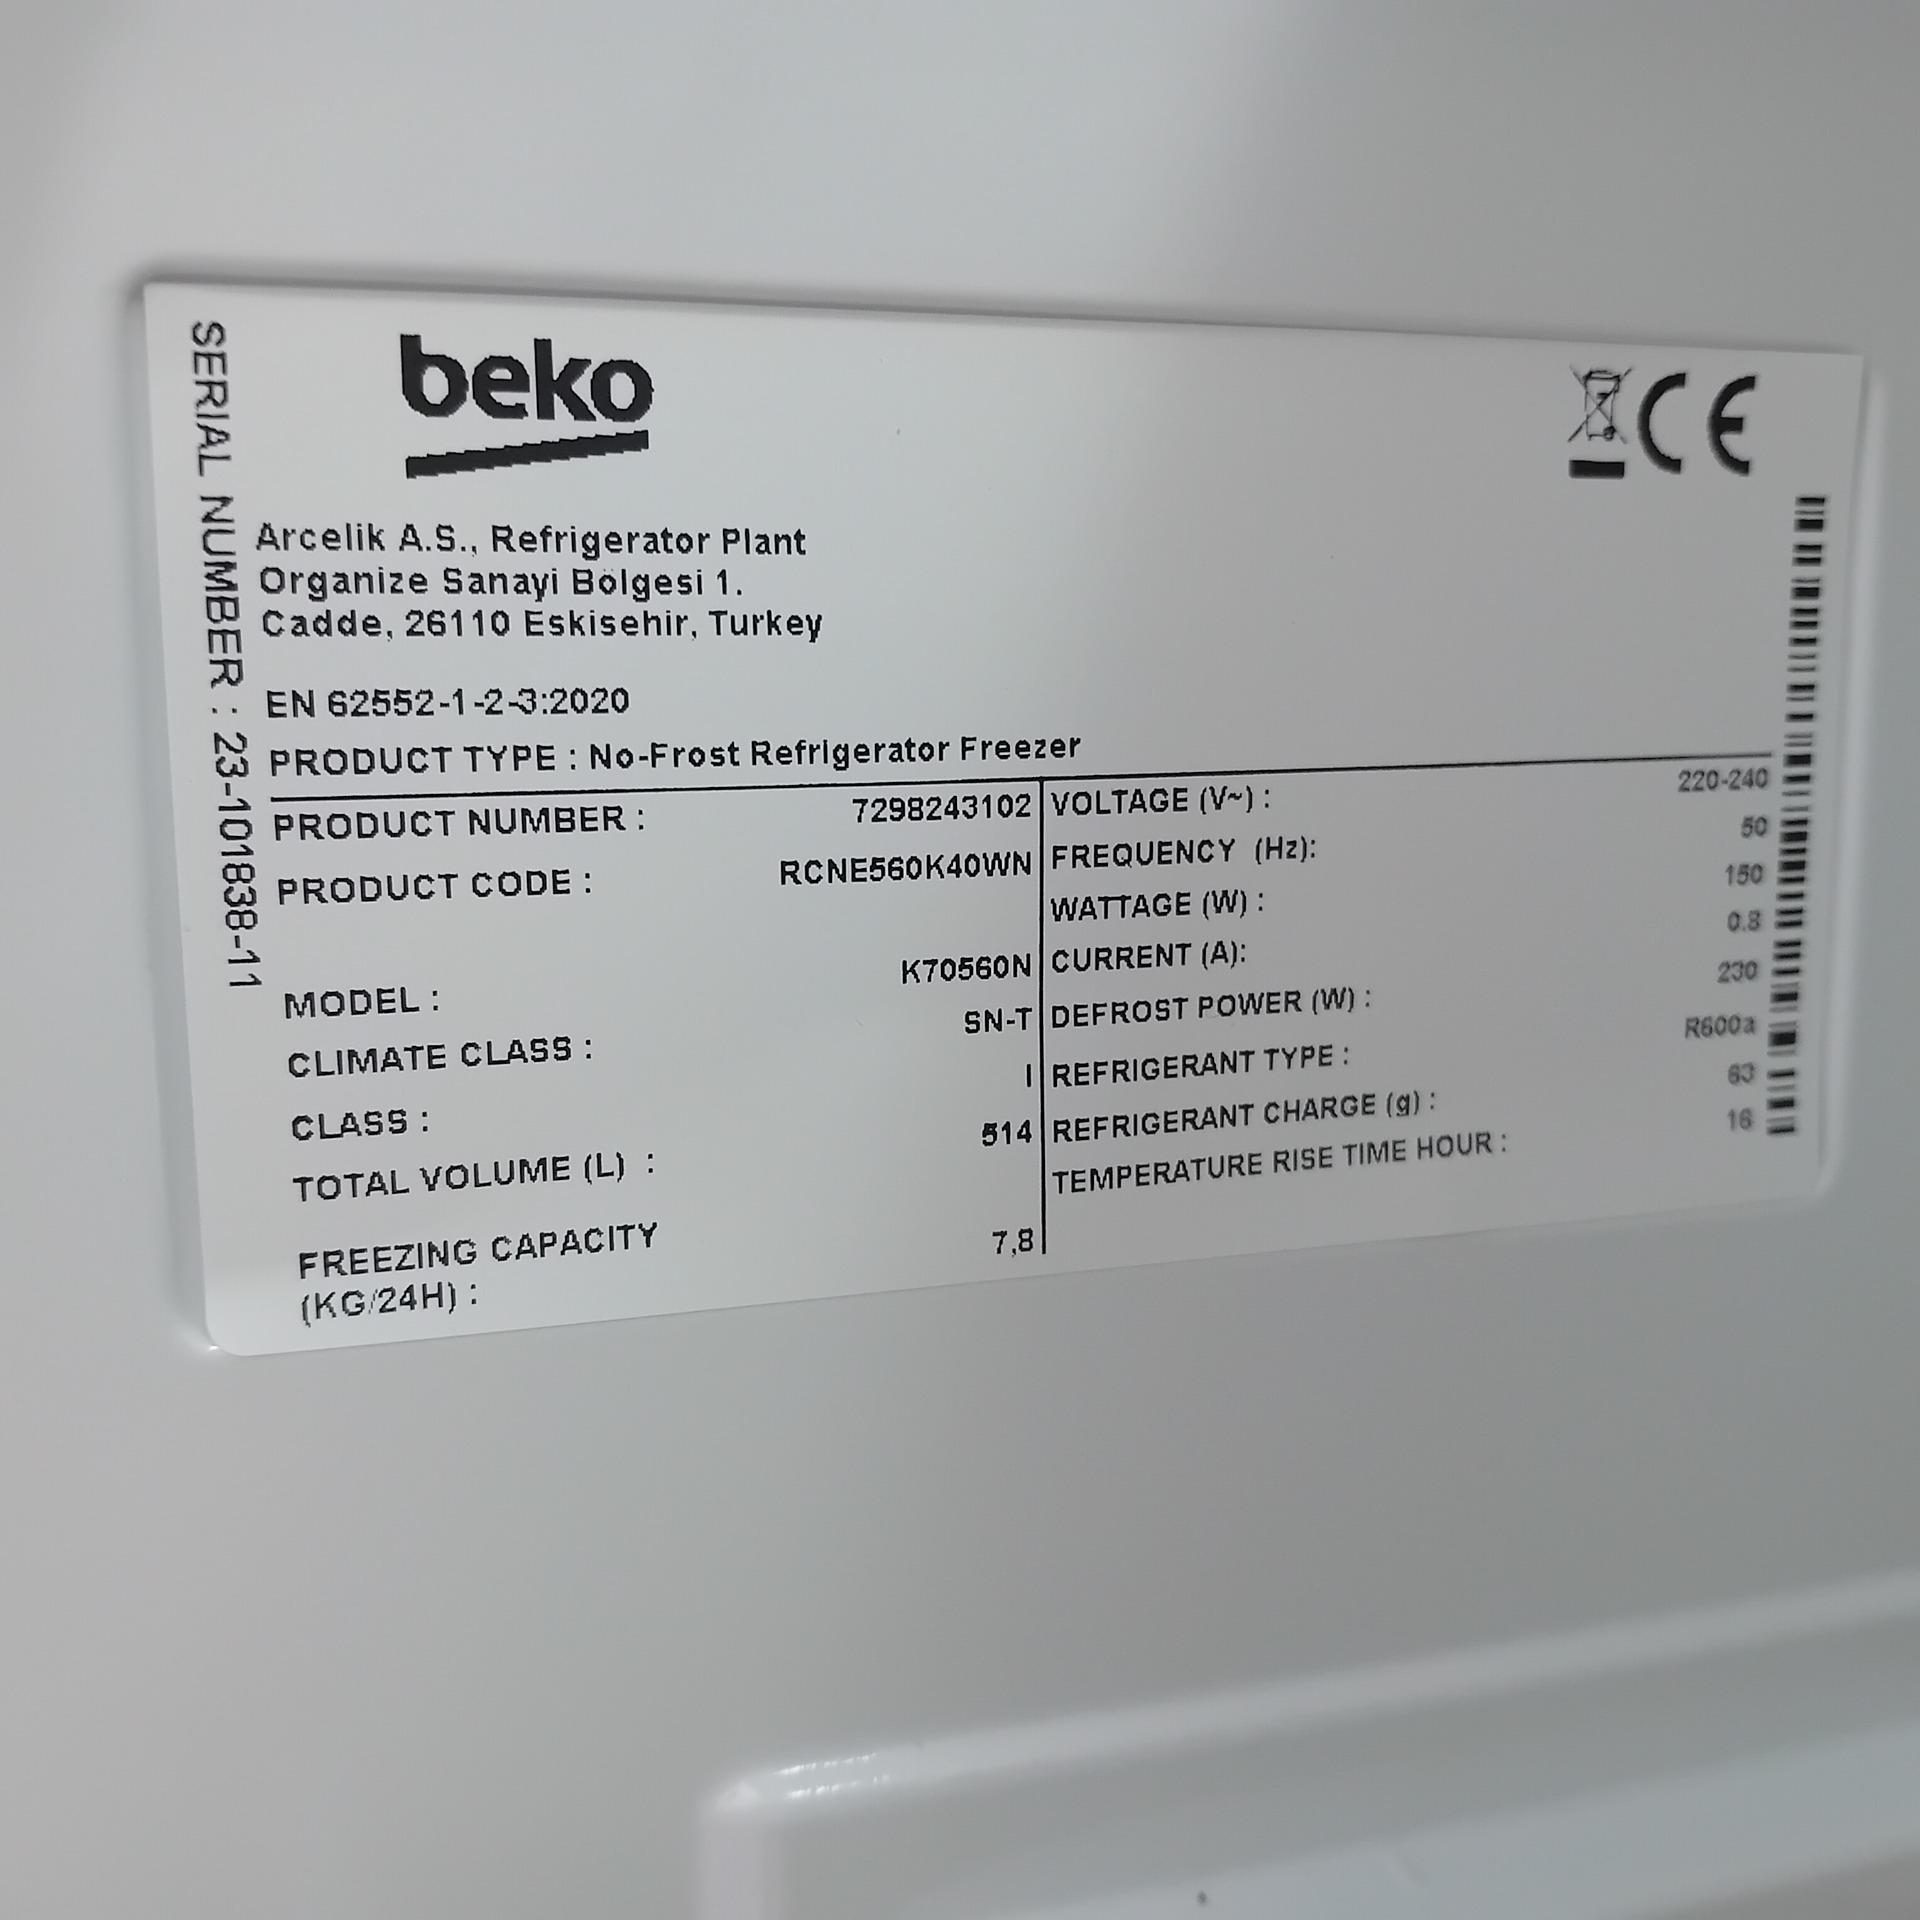 beko
CE
SERIAL NUMBER : 23-101838-11
Arcelik A.S., Refrigerator Plant
Organize Sanayi Bölgesi 1.
Cadde, 26110 Eskisehir, Turkey
EN 62552-1-2-3:2020
PRODUCT TYPE : No-Frost Refrigerator Freezer
PRODUCT NUMBER : 7298243102
PRODUCT CODE : RCNE560K40WN
MODEL : K70560N
CLIMATE CLASS : SN-T
CLASS : I
TOTAL VOLUME (L) : 514
FREEZING CAPACITY 7,8
(KG/24H) :
VOLTAGE (V~) : 220-240
FREQUENCY (Hz): 50
WATTAGE (W) : 150
CURRENT (A): 0.8
DEFROST POWER (W) : 230
REFRIGERANT TYPE : R600a
REFRIGERANT CHARGE (g) : 63
TEMPERATURE RISE TIME HOUR : 16